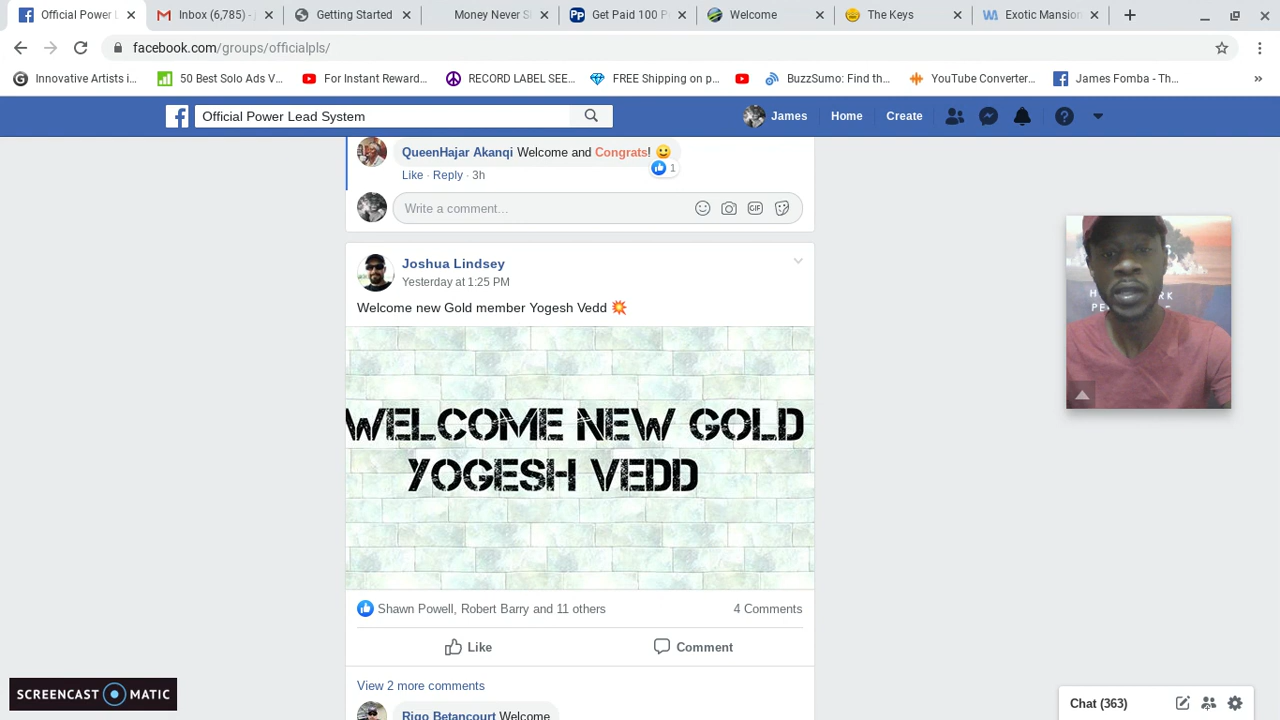 Official Power L
Inbox (6,785) - j
Getting Started
Money Never S
Get Paid 100 P
Welcome
The Keys
Exotic Mansion
facebook.com/groups/officialpls/
Innovative Artists i...
50 Best Solo Ads V...
For Instant Reward...
RECORD LABEL SEE...
FREE Shipping on p...
BuzzSumo: Find th...
YouTube Converter...
James Fomba - Th...
Official Power Lead System
James
Home
Create
QueenHajar Akanqi Welcome and Congrats! 🙂
1
Like · Reply · 3h
Write a comment...
GIF
Joshua Lindsey
Yesterday at 1:25 PM
Welcome new Gold member Yogesh Vedd 💥
WELCOME NEW GOLD
YOGESH VEDD
Shawn Powell, Robert Barry and 11 others
4 Comments
Like
Comment
View 2 more comments
Rigo Betancourt Welcome
SCREENCAST MATIC
Chat (363)